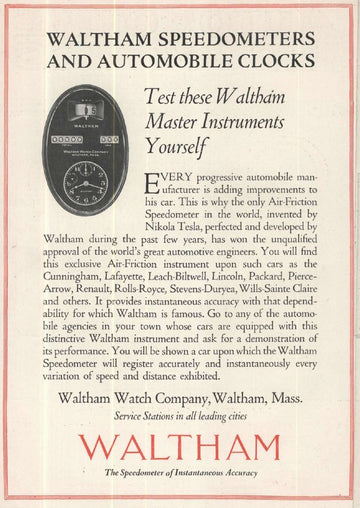 WALTHAM SPEEDOMETERS
AND AUTOMOBILE CLOCKS
Test these Waltham
Master Instruments
Yourself
WALTHAM
WALTHAM WATCH COMPANY
WALTHAM, MASS.
EVERY progressive automobile man-
ufacturer is adding improvements to
his car. This is why the only Air-Friction
Speedometer in the world, invented by
Nikola Tesla, perfected and developed by
Waltham during the past few years, has won the unqualified
approval of the world's great automotive engineers. You will find
this exclusive Air-Friction instrument upon such cars as the
Cunningham, Lafayette, Leach-Biltwell, Lincoln, Packard, Pierce-
Arrow, Renault, Rolls-Royce, Stevens-Duryea, Wills-Sainte Claire
and others. It provides instantaneous accuracy with that depend-
ability for which Waltham is famous. Go to any of the automo-
bile agencies in your town whose cars are equipped with this
distinctive Waltham instrument and ask for a demonstration of
its performance. You will be shown a car upon which the Waltham
Speedometer will register accurately and instantaneously every
variation of speed and distance exhibited.
Waltham Watch Company, Waltham, Mass.
Service Stations in all leading cities
WALTHAM
The Speedometer of Instantaneous Accuracy